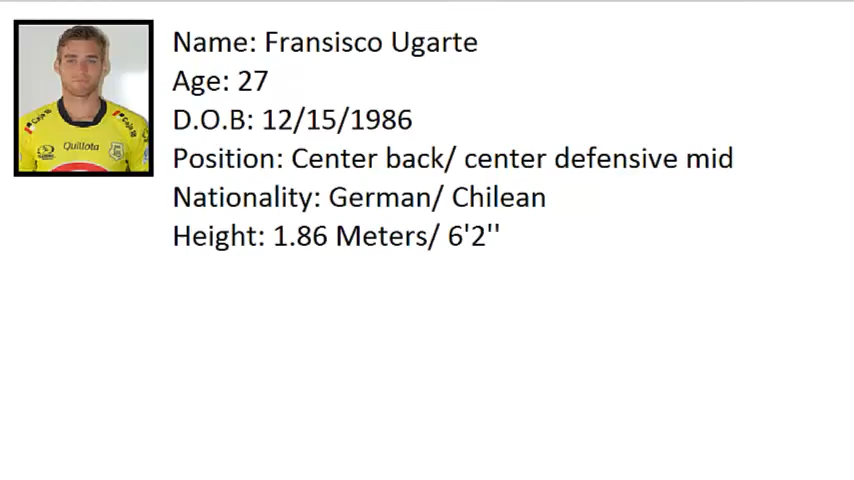 Name: Fransisco Ugarte
Age: 27
D.O.B: 12/15/1986
Position: Center back/ center defensive mid
Nationality: German/ Chilean
Height: 1.86 Meters/ 6'2''
Quillota